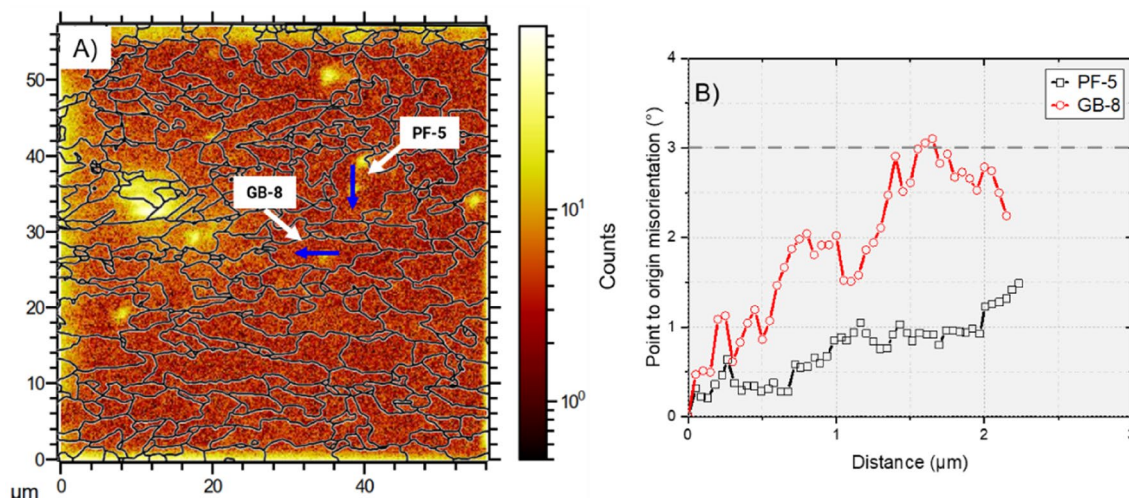 A)
PF-5
GB-8
50
40
30
20
10
0
0
20
40
µm
10¹
10⁰
Counts
B)
PF-5
GB-8
Point to origin misorientation (°)
4
3
2
1
0
0
1
2
3
Distance (µm)